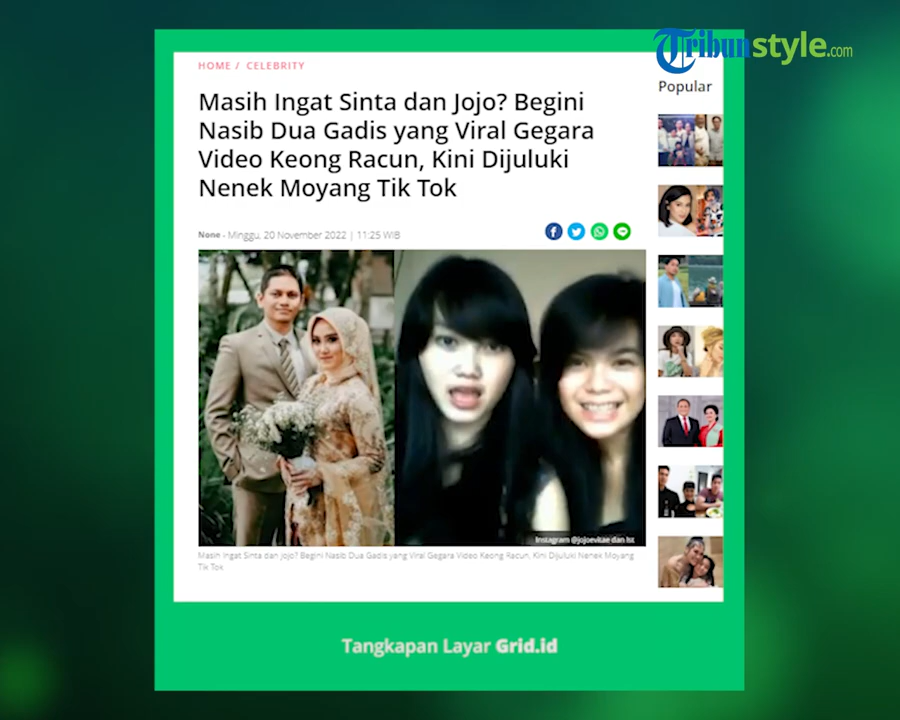 Tribunstyle.com
HOME / CELEBRITY
Masih Ingat Sinta dan Jojo? Begini
Nasib Dua Gadis yang Viral Gegara
Video Keong Racun, Kini Dijuluki
Nenek Moyang Tik Tok
None - Minggu, 20 November 2022 | 11:25 WIB
Popular
Instagram @jojoevitae dan Ist
Masih Ingat Sinta dan Jojo? Begini Nasib Dua Gadis yang Viral Gegara Video Keong Racun, Kini Dijuluki Nenek Moyang
Tik Tok
Tangkapan Layar Grid.id